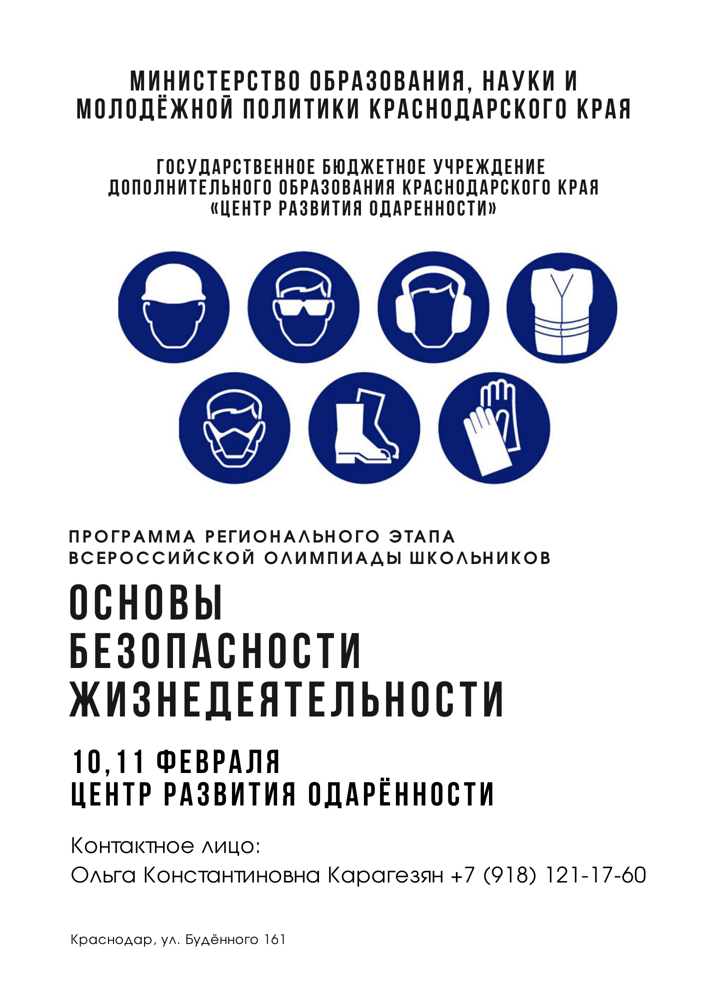 МИНИСТЕРСТВО ОБРАЗОВАНИЯ, НАУКИ И
МОЛОДЁЖНОЙ ПОЛИТИКИ КРАСНОДАРСКОГО КРАЯ
ГОСУДАРСТВЕННОЕ БЮДЖЕТНОЕ УЧРЕЖДЕНИЕ
ДОПОЛНИТЕЛЬНОГО ОБРАЗОВАНИЯ КРАСНОДАРСКОГО КРАЯ
«ЦЕНТР РАЗВИТИЯ ОДАРЕННОСТИ»
ПРОГРАММА РЕГИОНАЛЬНОГО ЭТАПА
ВСЕРОССИЙСКОЙ ОЛИМПИАДЫ ШКОЛЬНИКОВ
ОСНОВЫ
БЕЗОПАСНОСТИ
ЖИЗНЕДЕЯТЕЛЬНОСТИ
10,11 ФЕВРАЛЯ
ЦЕНТР РАЗВИТИЯ ОДАРЁННОСТИ
Контактное лицо:
Ольга Константиновна Карагезян +7 (918) 121-17-60
Краснодар, ул. Будённого 161